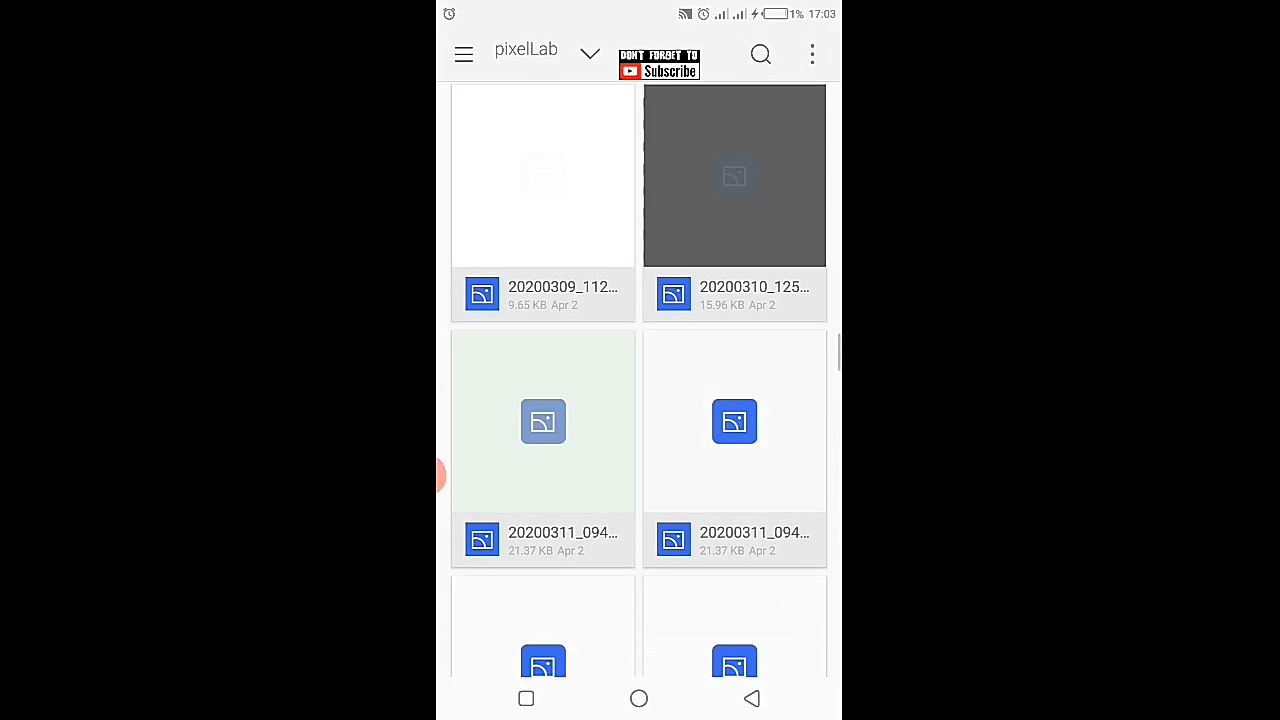 1% 17:03
pixelLab
DON'T FORGET TO
Subscribe
20200309_112...
9.65 KB Apr 2
20200310_125...
15.96 KB Apr 2
20200311_094...
21.37 KB Apr 2
20200311_094...
21.37 KB Apr 2